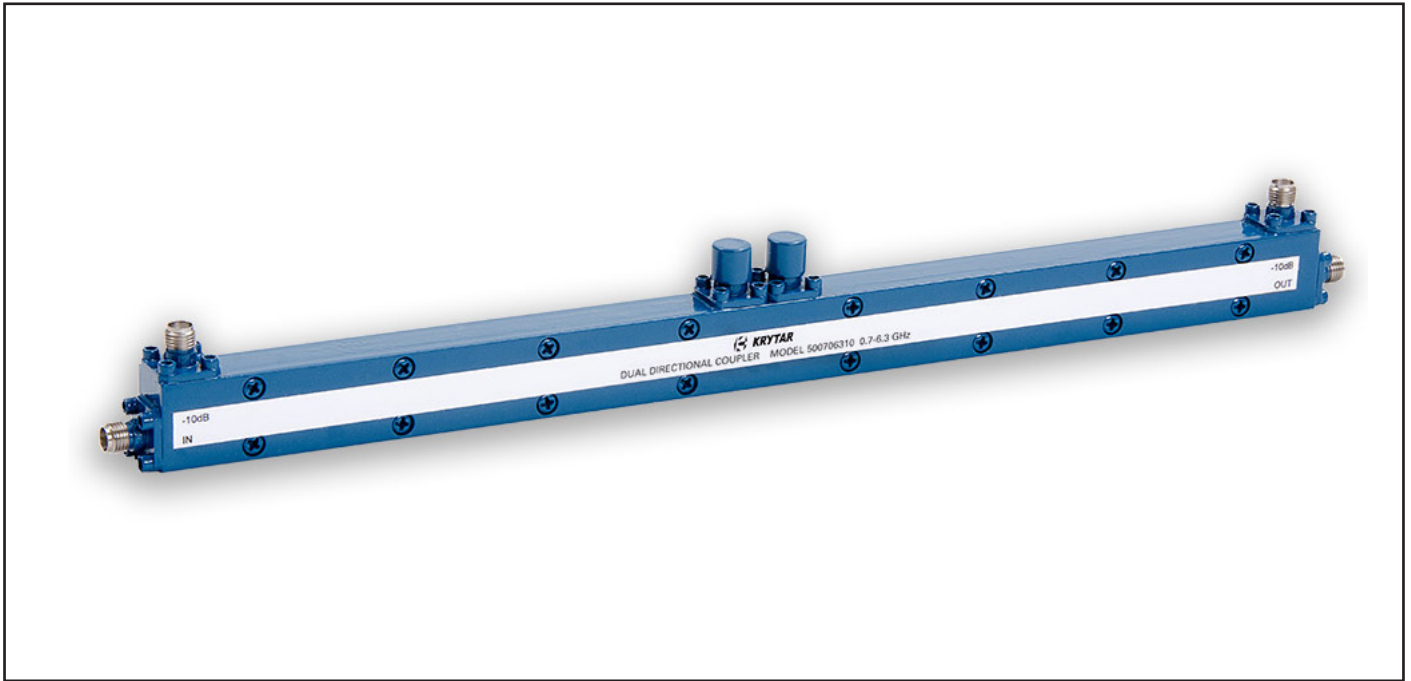 KRYTAR
DUAL DIRECTIONAL COUPLER MODEL 500706310 0.7-6.3 GHz
-10dB
IN
-10dB
OUT